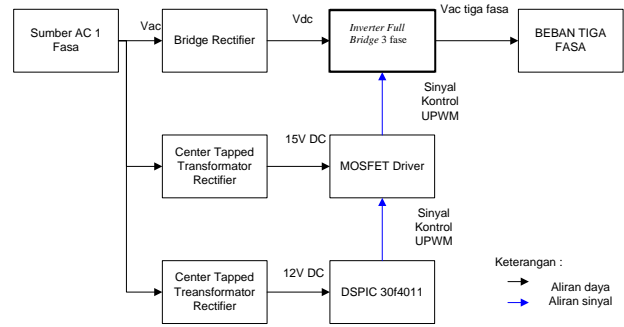 Sumber AC 1
Fasa
Vac
Bridge Rectifier
Vdc
Inverter Full
Bridge 3 fase
Vac tiga fasa
BEBAN TIGA
FASA
Sinyal
Kontrol
UPWM
Center Tapped
Transformator
Rectifier
15V DC
MOSFET Driver
Sinyal
Kontrol
UPWM
Center Tapped
Treansformator
Rectifier
12V DC
DSPIC 30f4011
Keterangan :
Aliran daya
Aliran sinyal